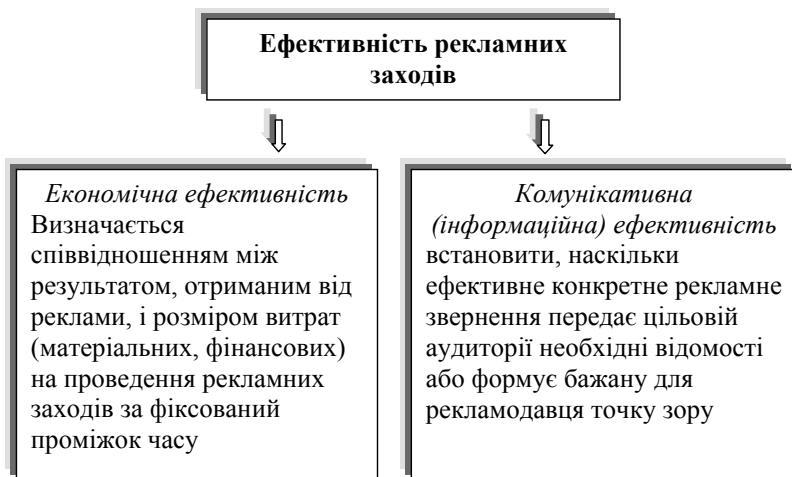 Ефективність рекламних
заходів
Економічна ефективність
Визначається
співвідношенням між
результатом, отриманим від
реклами, і розміром витрат
(матеріальних, фінансових)
на проведення рекламних
заходів за фіксований
проміжок часу
Комунікативна
(інформаційна) ефективність
встановити, наскільки
ефективне конкретне рекламне
звернення передає цільовій
аудиторії необхідні відомості
або формує бажану для
рекламодавця точку зору